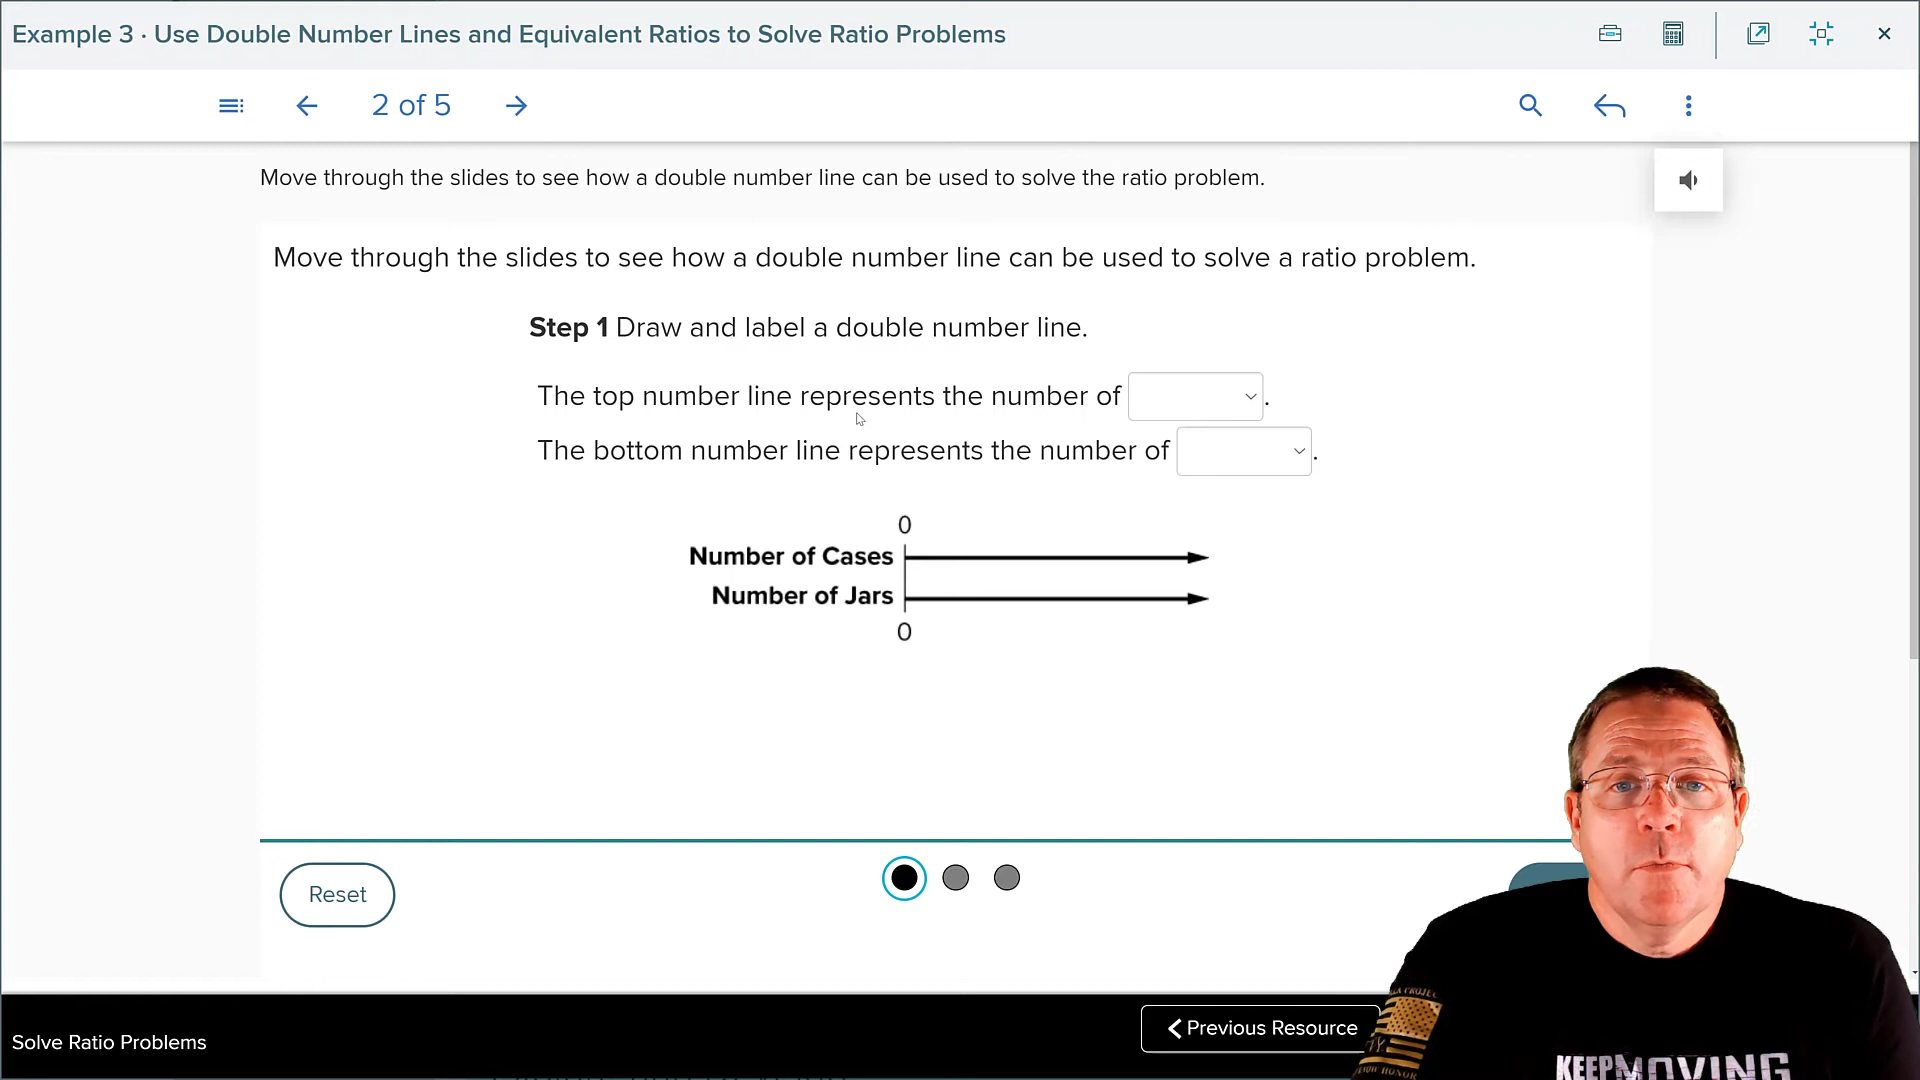 Example 3 · Use Double Number Lines and Equivalent Ratios to Solve Ratio Problems
2 of 5
Move through the slides to see how a double number line can be used to solve the ratio problem.
Move through the slides to see how a double number line can be used to solve a ratio problem.
Step 1 Draw and label a double number line.
The top number line represents the number of .
The bottom number line represents the number of .
0
Number of Cases
Number of Jars
0
Reset
Previous Resource
Solve Ratio Problems
KEEP MOVING